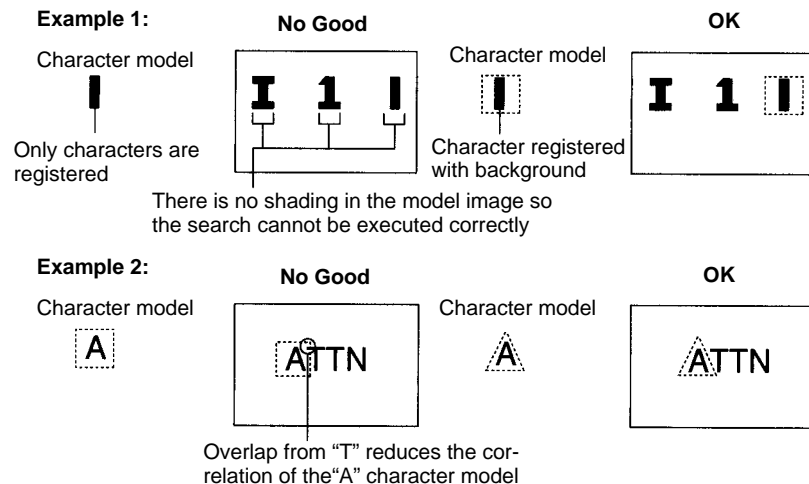 Example 1:
No Good
OK
Character model
Character model
I 1 I
I 1 I
Only characters are
registered
Character registered
with background
There is no shading in the model image so
the search cannot be executed correctly
Example 2:
No Good
OK
Character model
Character model
A
ATTN
A
ATTN
Overlap from “T” reduces the cor-
relation of the“A” character model